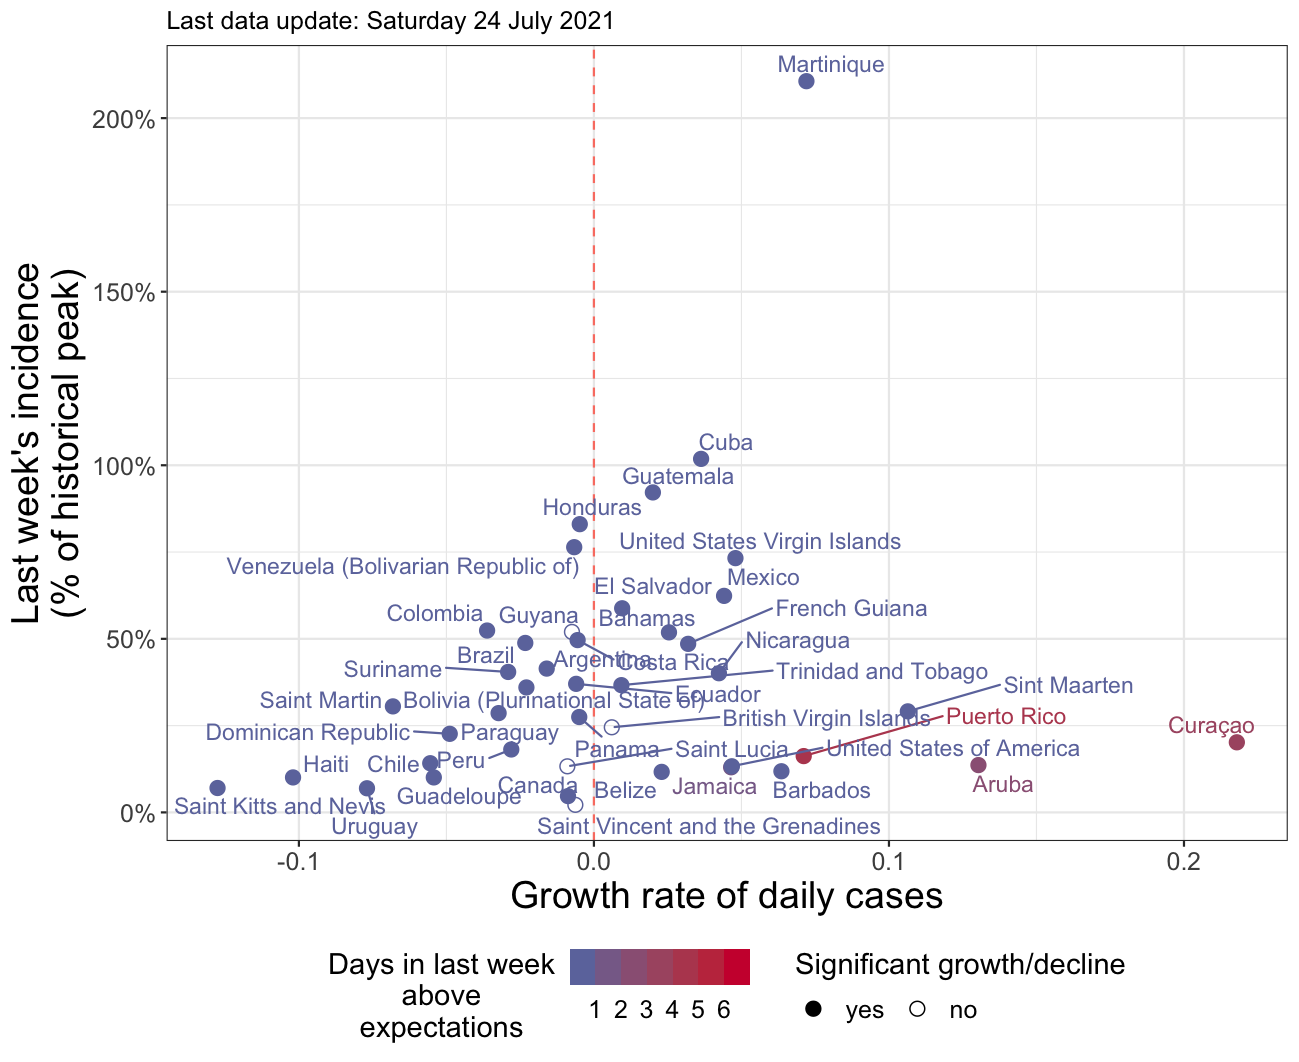 Last data update: Saturday 24 July 2021
Last week's incidence
(% of historical peak)
200%
150%
100%
50%
0%
Martinique
Cuba
Guatemala
Honduras
United States Virgin Islands
Venezuela (Bolivarian Republic of)
Mexico
El Salvador
French Guiana
Colombia
Guyana
Bahamas
Nicaragua
Brazil
Argentina
Costa Rica
Suriname
Trinidad and Tobago
Sint Maarten
Saint Martin
Bolivia (Plurinational State of)
Ecuador
British Virgin Islands
Puerto Rico
Curaçao
Dominican Republic
Paraguay
Panama
Saint Lucia
United States of America
Haiti
Chile
Peru
Canada
Belize
Jamaica
Barbados
Aruba
Guadeloupe
Saint Kitts and Nevis
Uruguay
Saint Vincent and the Grenadines
-0.1
0.0
0.1
0.2
Growth rate of daily cases
Days in last week
above
expectations
1 2 3 4 5 6
Significant growth/decline
yes
no